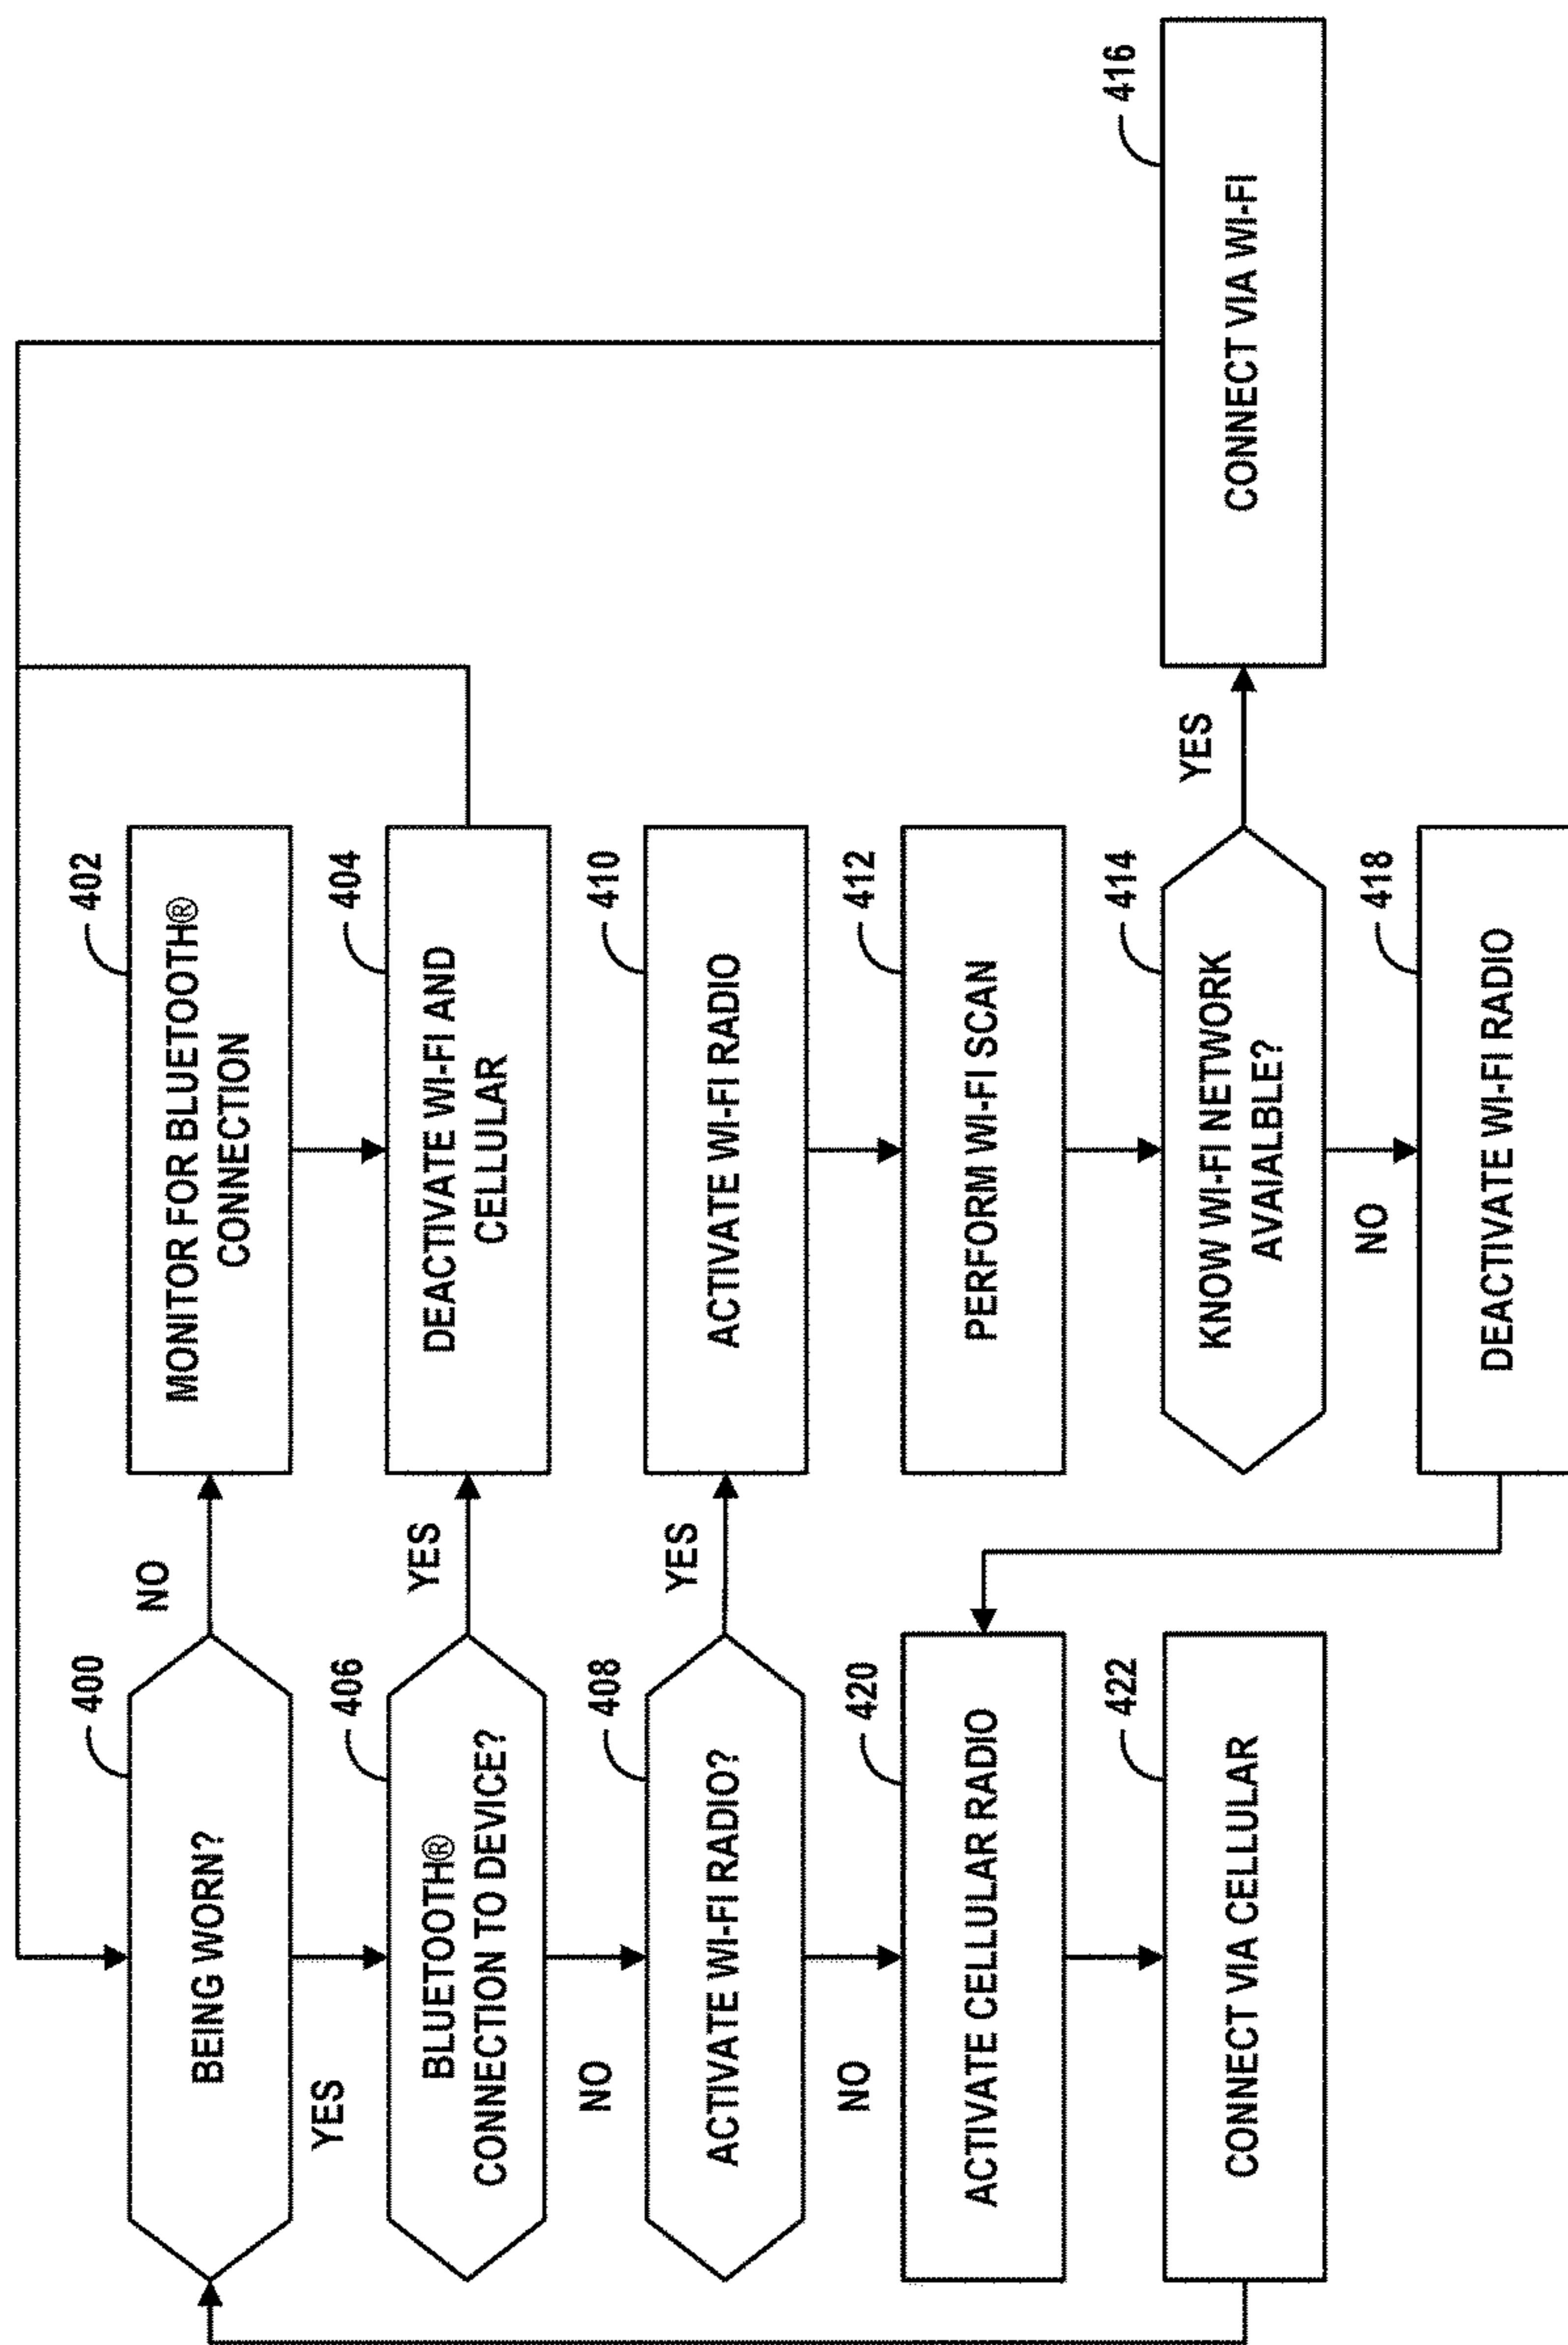 400
BEING WORN?
NO
402
MONITOR FOR BLUETOOTH®
CONNECTION
YES
406
BLUETOOTH®
CONNECTION TO DEVICE?
YES
404
DEACTIVATE WI-FI AND
CELLULAR
NO
408
ACTIVATE WI-FI RADIO?
YES
410
ACTIVATE WI-FI RADIO
NO
420
ACTIVATE CELLULAR RADIO
412
PERFORM WI-FI SCAN
422
CONNECT VIA CELLULAR
414
KNOW WI-FI NETWORK
AVAIALBLE?
YES
416
CONNECT VIA WI-FI
NO
418
DEACTIVATE WI-FI RADIO